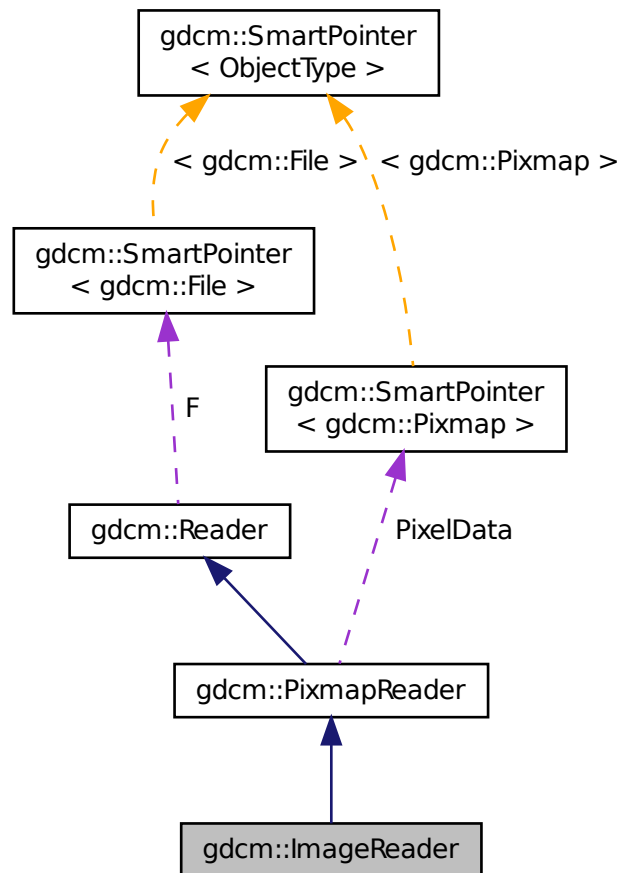 gdcm::SmartPointer
< ObjectType >
< gdcm::File >
< gdcm::Pixmap >
gdcm::SmartPointer
< gdcm::File >
gdcm::SmartPointer
< gdcm::Pixmap >
F
gdcm::Reader
PixelData
gdcm::PixmapReader
gdcm::ImageReader